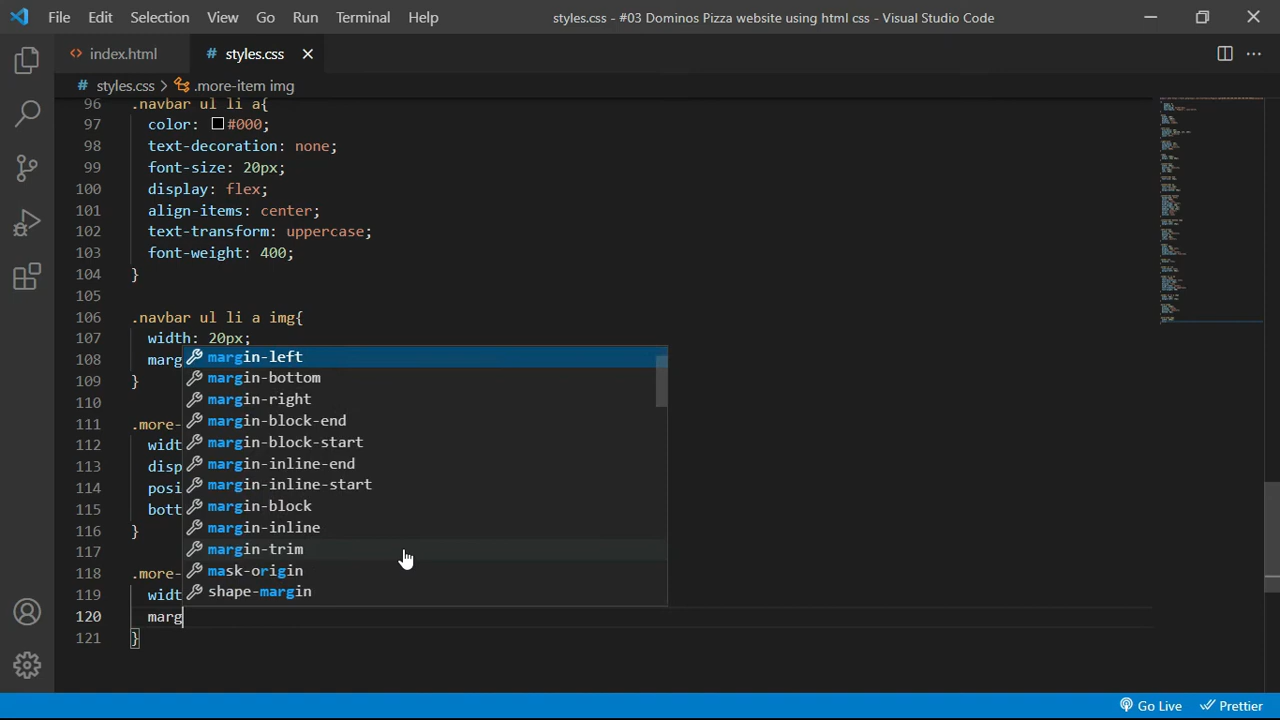 File Edit Selection View Go Run Terminal Help styles.css - #03 Dominos Pizza website using html css - Visual Studio Code
<> index.html # styles.css ×
# styles.css > .more-item img
96 .navbar ul li a{
97 color: #000;
98 text-decoration: none;
99 font-size: 20px;
100 display: flex;
101 align-items: center;
102 text-transform: uppercase;
103 font-weight: 400;
104 }
105
106 .navbar ul li a img{
107 width: 20px;
108 marg
margin-left
109 }
margin-bottom
110
margin-right
111 .more-
margin-block-end
112 widt
margin-block-start
113 disp
margin-inline-end
114 posi
margin-inline-start
115 bott
margin-block
116 }
margin-inline
117
margin-trim
118 .more-
mask-origin
119 widt
shape-margin
120 marg
121 }
Go Live Prettier